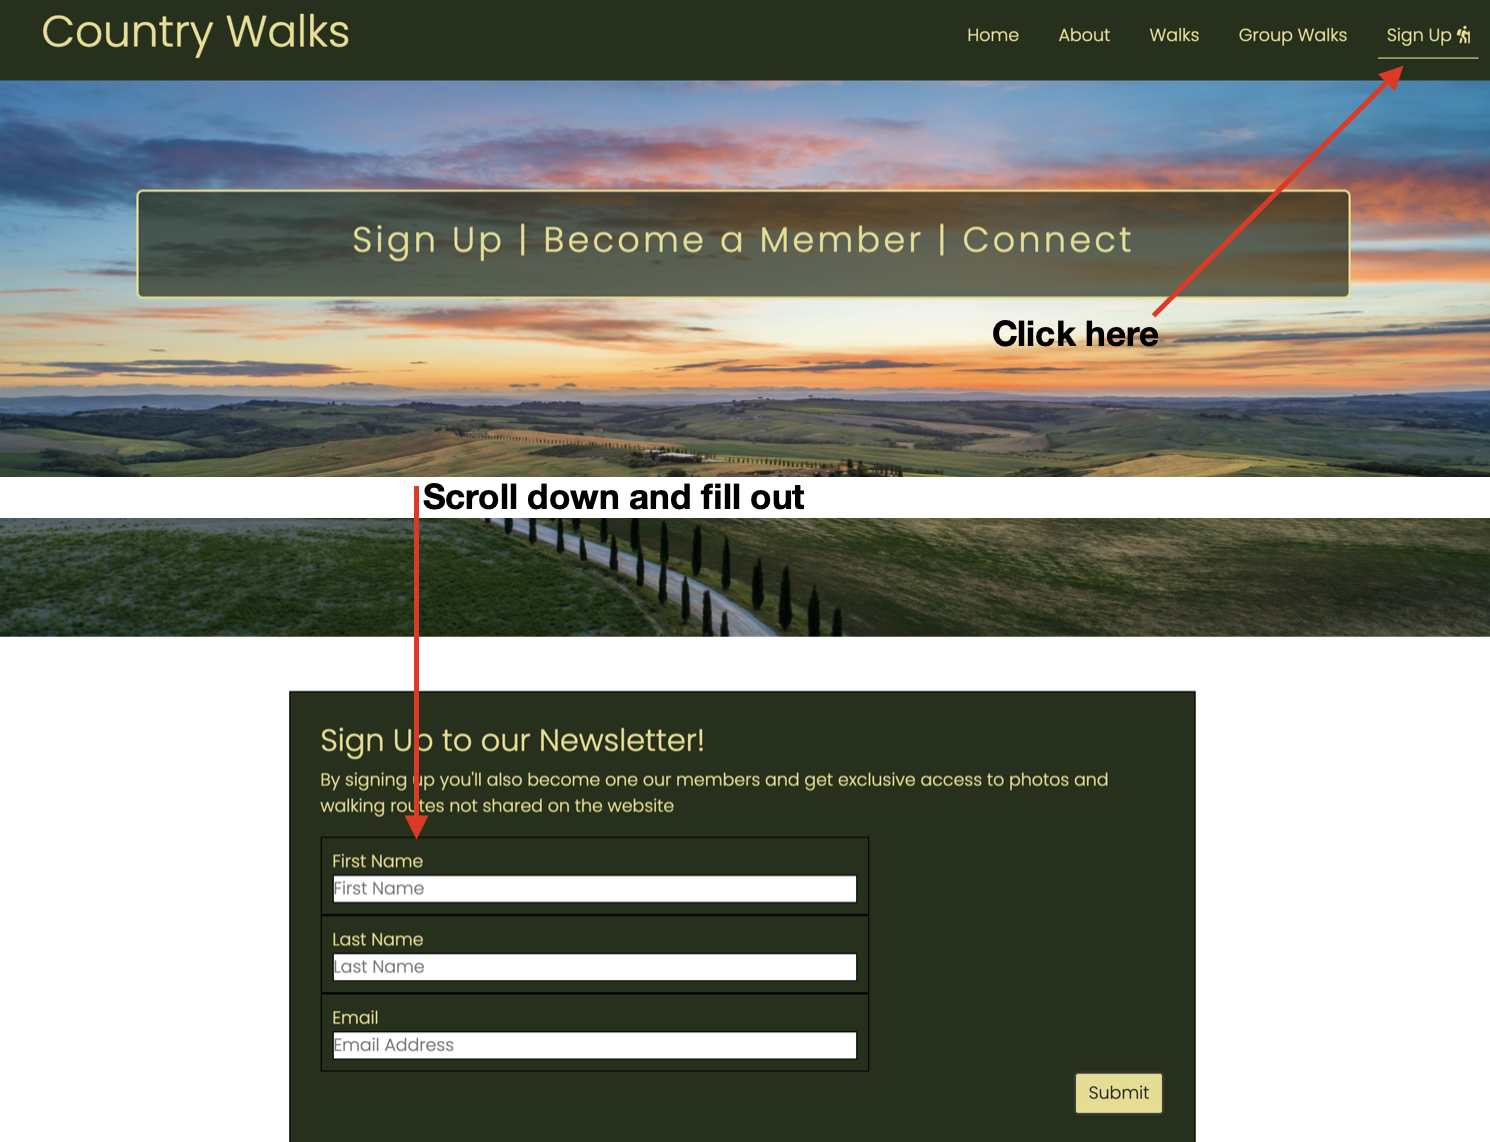 Country Walks
Home About Walks Group Walks Sign Up
Sign Up | Become a Member | Connect
Click here
Scroll down and fill out
Sign Up to our Newsletter!
By signing up you'll also become one our members and get exclusive access to photos and
walking routes not shared on the website
First Name
First Name
Last Name
Last Name
Email
Email Address
Submit